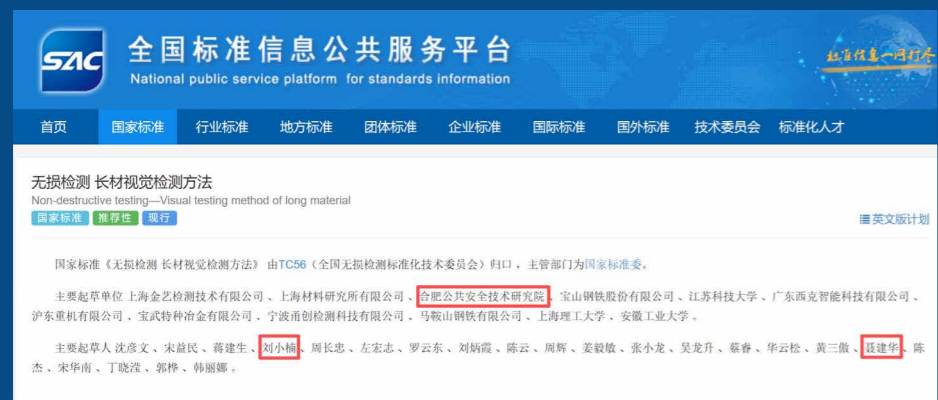 SAC 全国标准信息公共服务平台
National public service platform for standards information
标准信息一网打尽
首页 国家标准 行业标准 地方标准 团体标准 企业标准 国际标准 国外标准 技术委员会 标准化人才
无损检测 长材视觉检测方法
Non-destructive testing—Visual testing method of long material
国家标准 推荐性 现行 英文版计划
国家标准《无损检测 长材视觉检测方法》 由TC56（全国无损检测标准化技术委员会）归口 ，主管部门为国家标准委。
主要起草单位 上海金艺检测技术有限公司 、上海材料研究所有限公司 、合肥公共安全技术研究院 、宝山钢铁股份有限公司 、江苏科技大学 、广东西克智能科技有限公司 、
沪东重机有限公司 、宝武特种冶金有限公司 、宁波甬创检测科技有限公司 、马鞍山钢铁有限公司 、上海理工大学 、安徽工业大学 。
主要起草人 沈彦文 、宋益民 、蒋建生 、刘小楠 、周长忠 、左宏志 、罗云东 、刘炳霞 、陈云 、周辉 、姜毅敏 、张小龙 、吴龙升 、蔡睿 、华云松 、黄三傲 、聂建华 、陈
杰 、宋华南 、丁晓滢 、郭桦 、韩丽娜 。